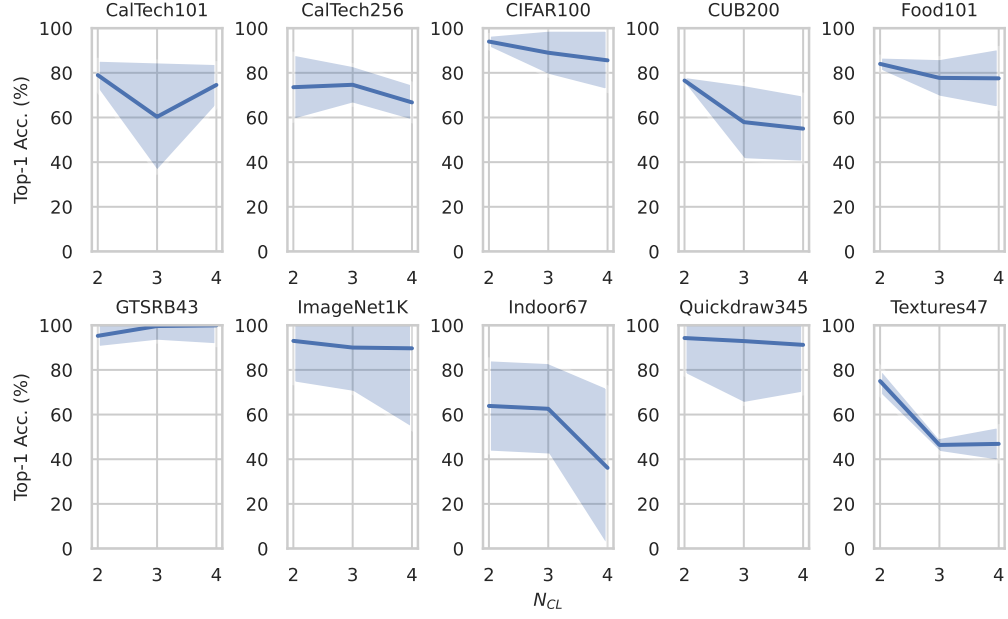 CalTech101 CalTech256 CIFAR100 CUB200 Food101
100 100 100 100 100
80 80 80 80 80
60 60 60 60 60
40 40 40 40 40
20 20 20 20 20
0 0 0 0 0
Top-1 Acc. (%)
2 3 4 2 3 4 2 3 4 2 3 4 2 3 4
GTSRB43 ImageNet1K Indoor67 Quickdraw345 Textures47
100 100 100 100 100
80 80 80 80 80
60 60 60 60 60
40 40 40 40 40
20 20 20 20 20
0 0 0 0 0
Top-1 Acc. (%)
2 3 4 2 3 4 2 3 4 2 3 4 2 3 4
N_CL